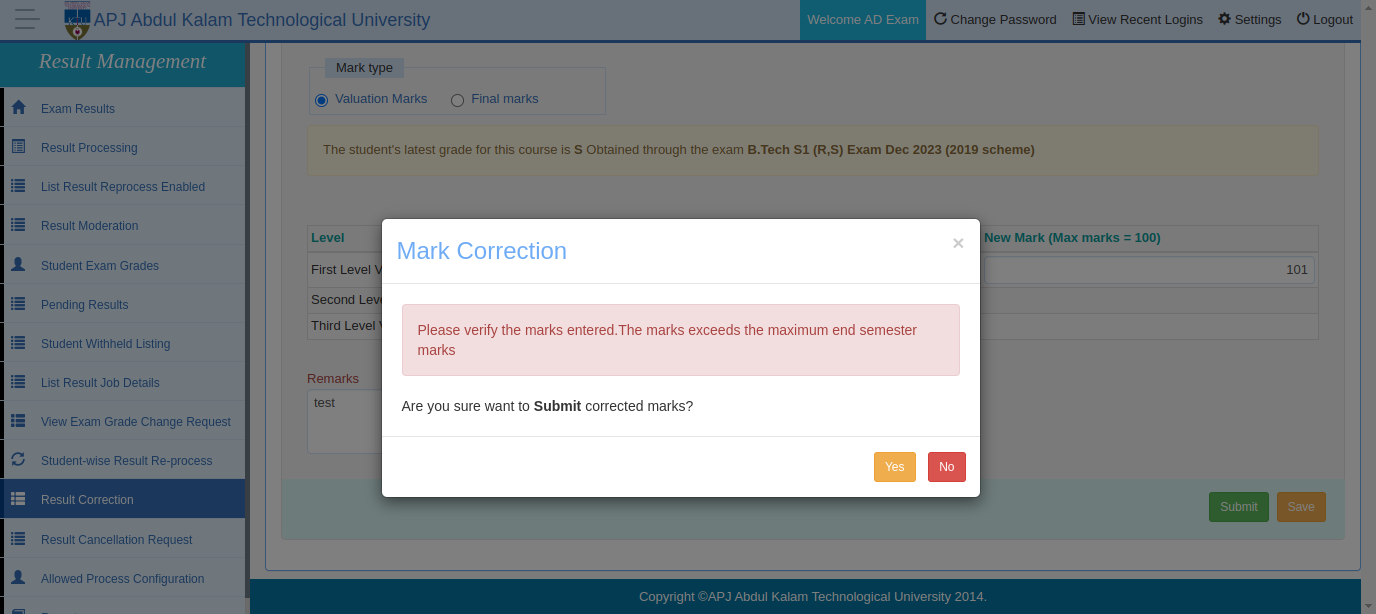 APJ Abdul Kalam Technological University
Welcome AD Exam
Change Password
View Recent Logins
Settings
Logout
Result Management
Exam Results
Result Processing
List Result Reprocess Enabled
Result Moderation
Student Exam Grades
Pending Results
Student Withheld Listing
List Result Job Details
View Exam Grade Change Request
Student-wise Result Re-process
Result Correction
Result Cancellation Request
Allowed Process Configuration
Mark type
Valuation Marks
Final marks
The student's latest grade for this course is S Obtained through the exam B.Tech S1 (R,S) Exam Dec 2023 (2019 scheme)
Level
New Mark (Max marks = 100)
First Level V
101
Second Leve
Third Level V
Remarks
test
Mark Correction
×
Please verify the marks entered.The marks exceeds the maximum end semester
marks
Are you sure want to Submit corrected marks?
Yes
No
Submit
Save
Copyright ©APJ Abdul Kalam Technological University 2014.